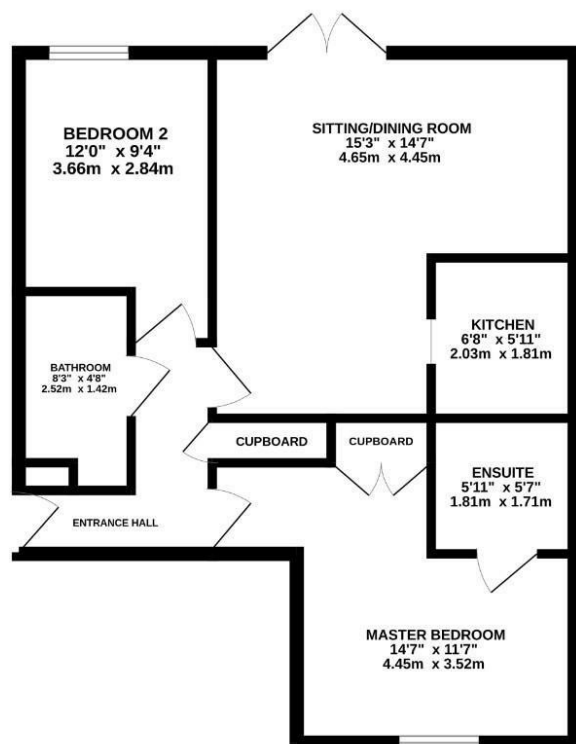 BEDROOM 2
12'0" x 9'4"
3.66m x 2.84m
SITTING/DINING ROOM
15'3" x 14'7"
4.65m x 4.45m
KITCHEN
6'8" x 5'11"
2.03m x 1.81m
BATHROOM
8'3" x 4'8"
2.52m x 1.42m
CUPBOARD
CUPBOARD
ENSUITE
5'11" x 5'7"
1.81m x 1.71m
ENTRANCE HALL
MASTER BEDROOM
14'7" x 11'7"
4.45m x 3.52m